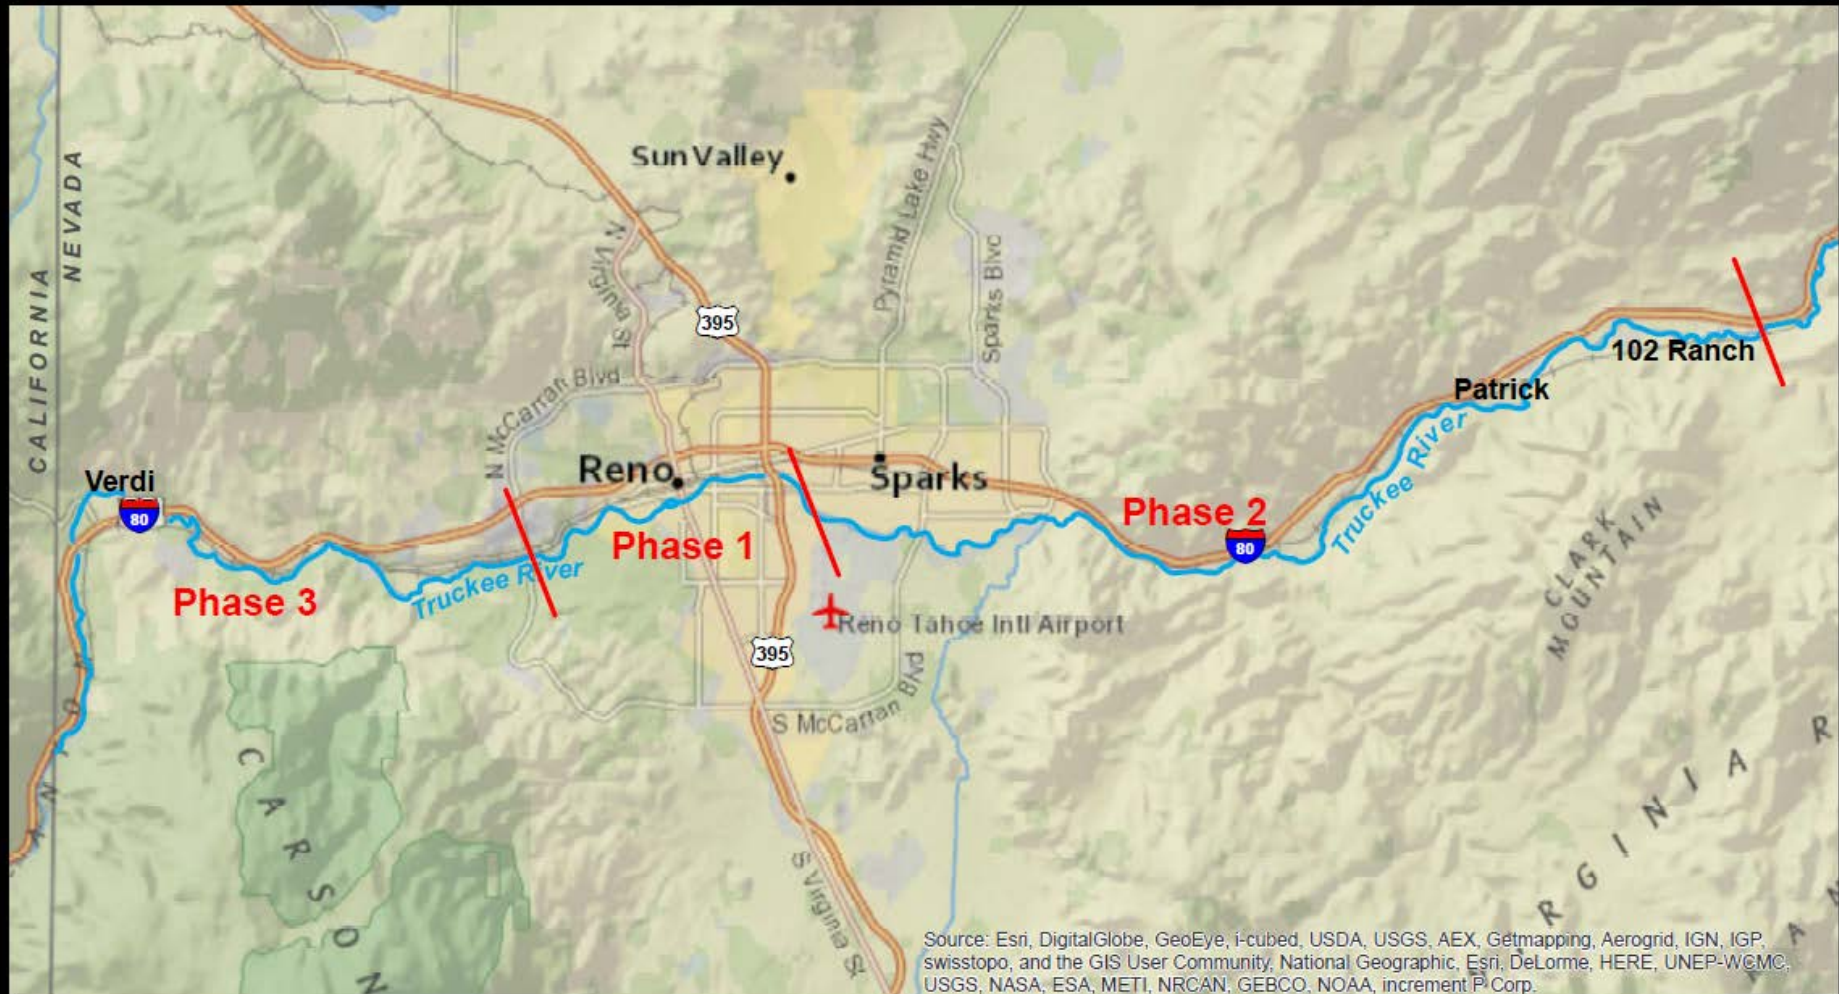 CALIFORNIA
NEVADA
Sun Valley
N Virginia St
Pyramid Lake Hwy
Sparks Blvd
395
N McCarran Blvd
102 Ranch
Patrick
Truckee River
Verdi
80
Reno
Sparks
Phase 1
Phase 2
80
Phase 3
Truckee River
CLARK
MOUNTAIN
Reno Tahoe Intl Airport
395
S McCarran Blvd
CARSON
VIRGINIA R
S Virginia St
Source: Esri, DigitalGlobe, GeoEye, i-cubed, USDA, USGS, AEX, Getmapping, Aerogrid, IGN, IGP,
swisstopo, and the GIS User Community, National Geographic, Esri, DeLorme, HERE, UNEP-WCMC,
USGS, NASA, ESA, METI, NRCAN, GEBCO, NOAA, increment P Corp.